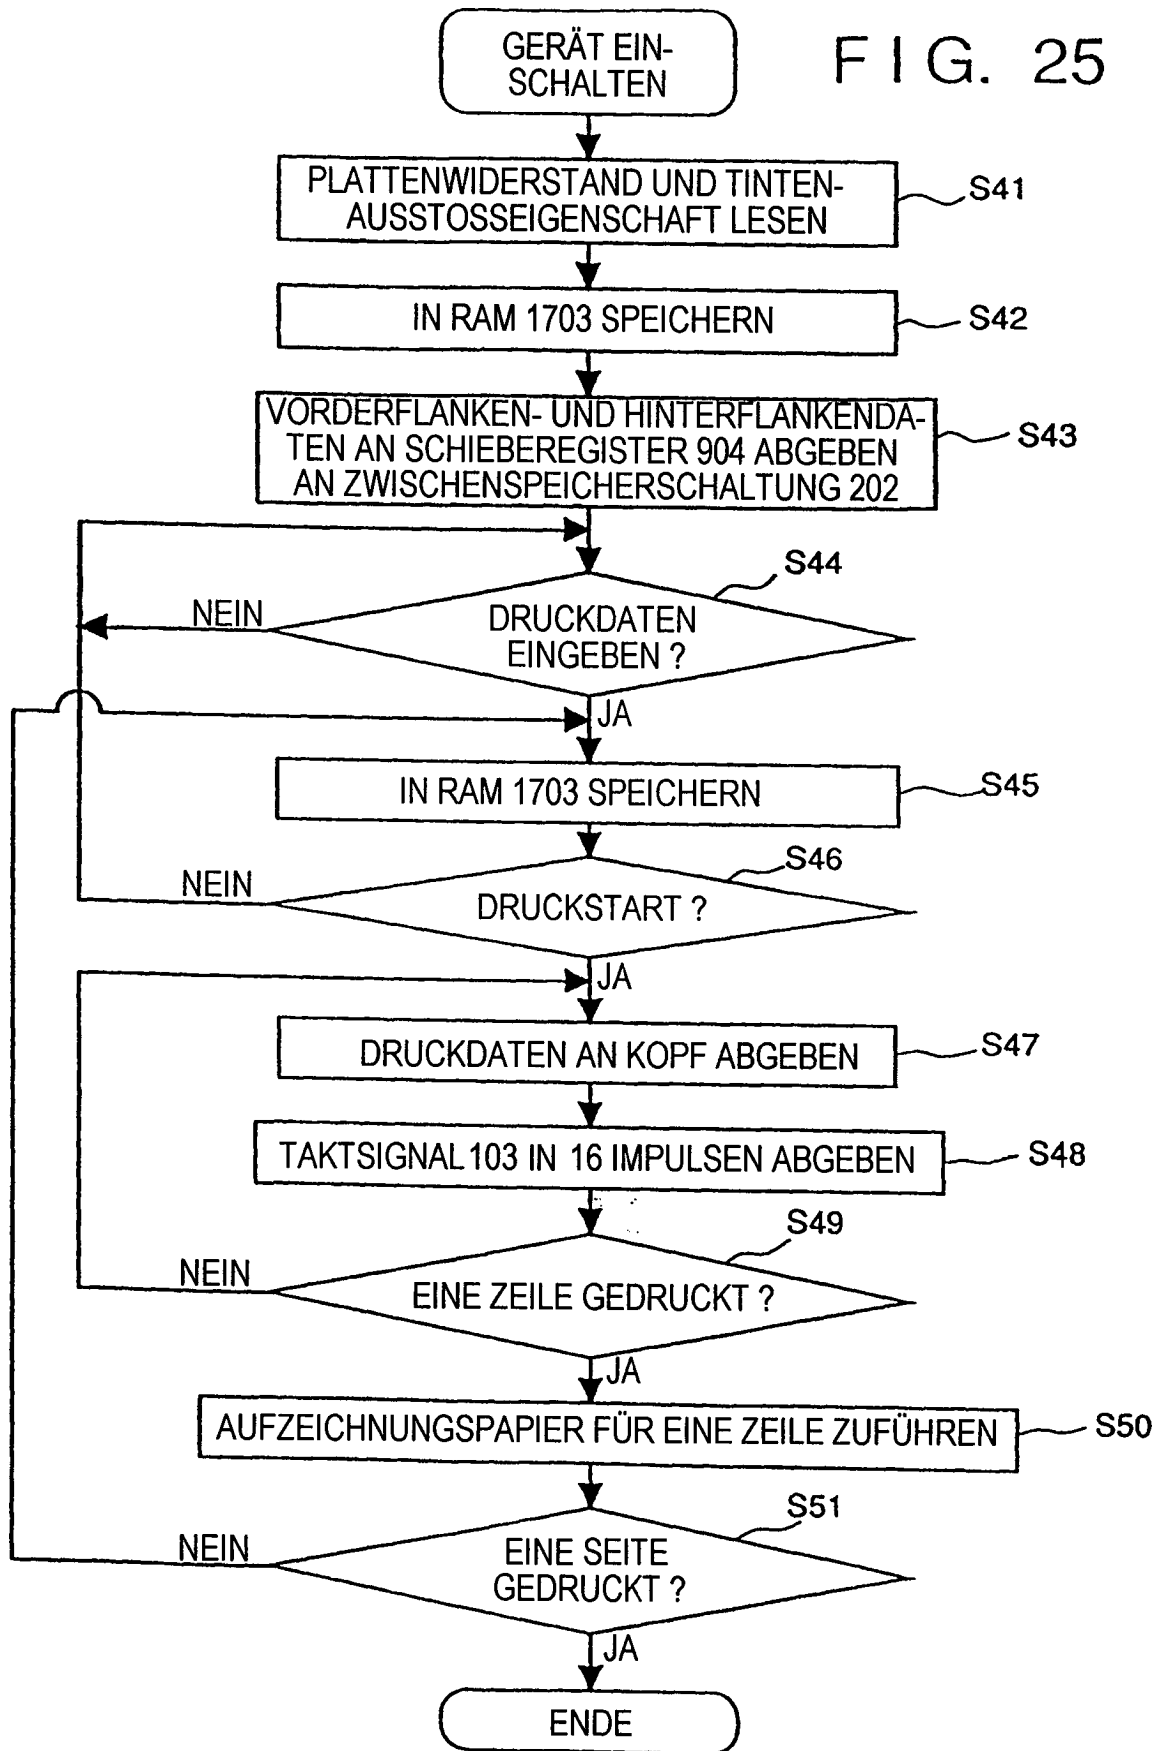 GERÄT EIN-
SCHALTEN
FIG. 25
PLATTENWIDERSTAND UND TINTEN-
AUSSTOSSEIGENSCHAFT LESEN
S41
IN RAM 1703 SPEICHERN
S42
VORDERFLANKEN- UND HINTERFLANKENDA-
TEN AN SCHIEBEREGISTER 904 ABGEBEN
AN ZWISCHENSPEICHERSCHALTUNG 202
S43
S44
NEIN
DRUCKDATEN
EINGEBEN ?
JA
IN RAM 1703 SPEICHERN
S45
S46
NEIN
DRUCKSTART ?
JA
DRUCKDATEN AN KOPF ABGEBEN
S47
TAKTSIGNAL 103 IN 16 IMPULSEN ABGEBEN
S48
S49
NEIN
EINE ZEILE GEDRUCKT ?
JA
AUFZEICHNUNGSPAPIER FÜR EINE ZEILE ZUFÜHREN
S50
S51
NEIN
EINE SEITE
GEDRUCKT ?
JA
ENDE